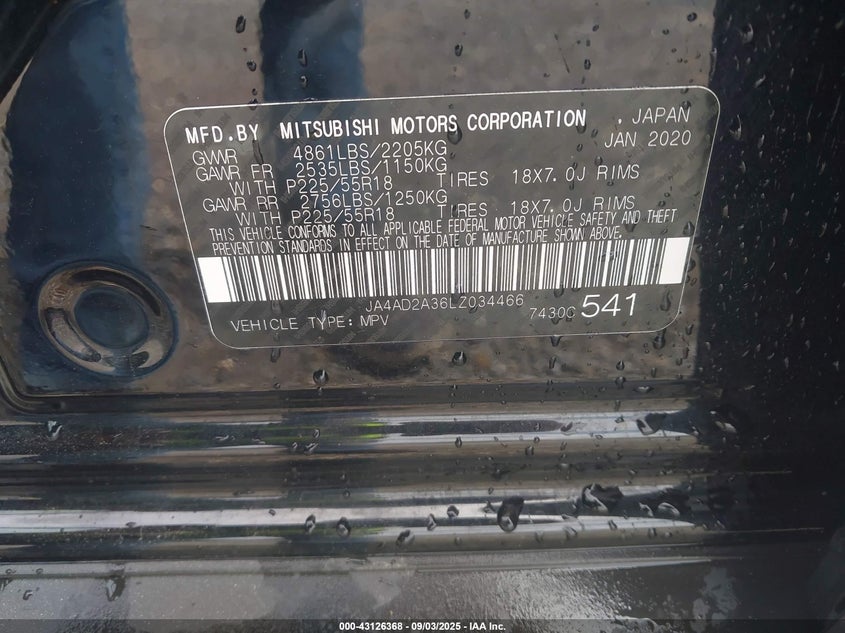 MFD.BY MITSUBISHI MOTORS CORPORATION , JAPAN
JAN 2020
GVWR 4861LBS/2205KG
GAWR FR 2535LBS/1150KG
WITH P225/55R18 TIRES 18X7.0J RIMS
GAWR RR 2756LBS/1250KG
WITH P225/55R18 TIRES 18X7.0J RIMS
THIS VEHICLE CONFORMS TO ALL APPLICABLE FEDERAL MOTOR VEHICLE SAFETY AND THEFT
PREVENTION STANDARDS IN EFFECT ON THE DATE OF MANUFACTURE SHOWN ABOVE.
JA4AD2A36LZ034466
VEHICLE TYPE: MPV 7430C 541
000-43126368 - 09/03/2025 - IAA Inc.